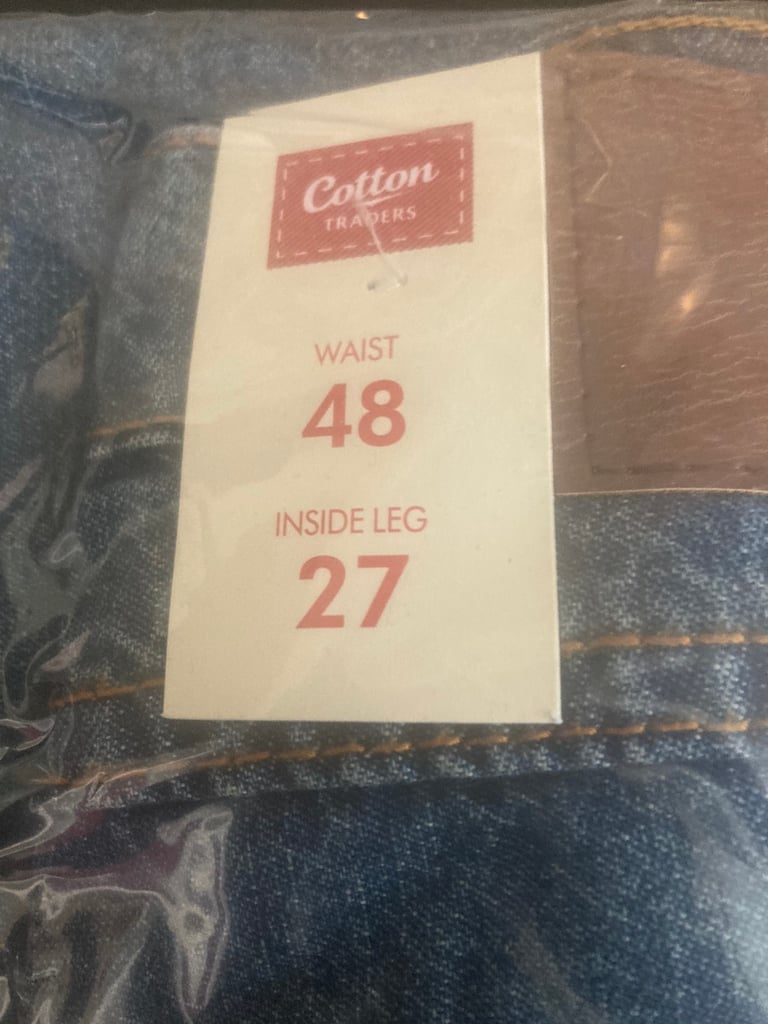 Cotton
TRADERS
WAIST
48
INSIDE LEG
27